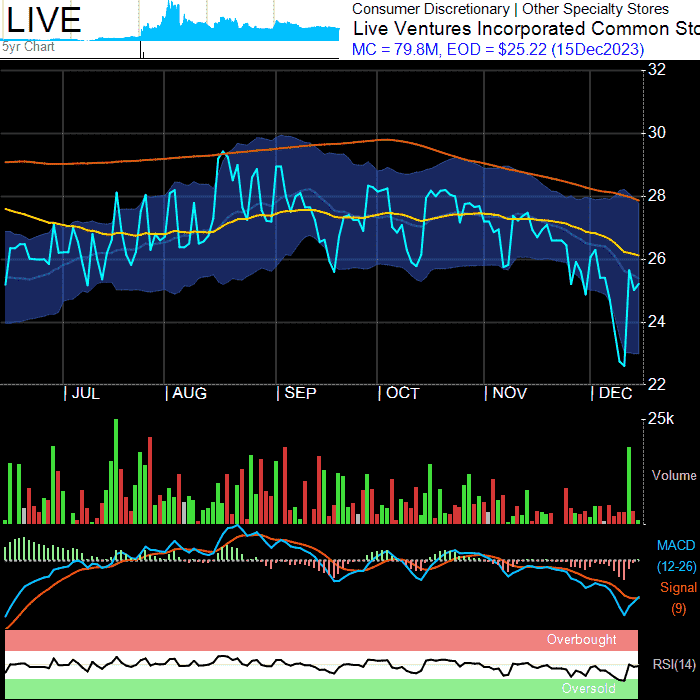 LIVE
5yr Chart
Consumer Discretionary | Other Specialty Stores
Live Ventures Incorporated Common Sto
MC = 79.8M, EOD = $25.22 (15Dec2023)
32
30
28
26
24
22
| JUL | AUG | SEP | OCT | NOV | DEC
25k
Volume
MACD
(12-26)
Signal
(9)
Overbought
RSI(14)
Oversold